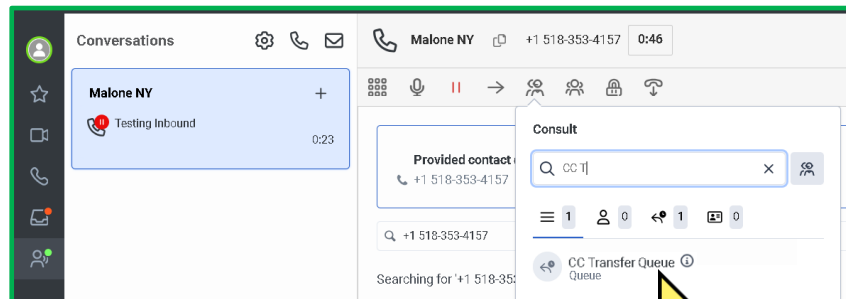 Conversations
Malone NY
Testing Inbound
0:23
Malone NY +1 518-353-4157 0:46
Consult
CC T
1 0 1 0
CC Transfer Queue
Queue
Provided contact
+1 518-353-4157
+1 518-353-4157
Searching for '+1 518-35